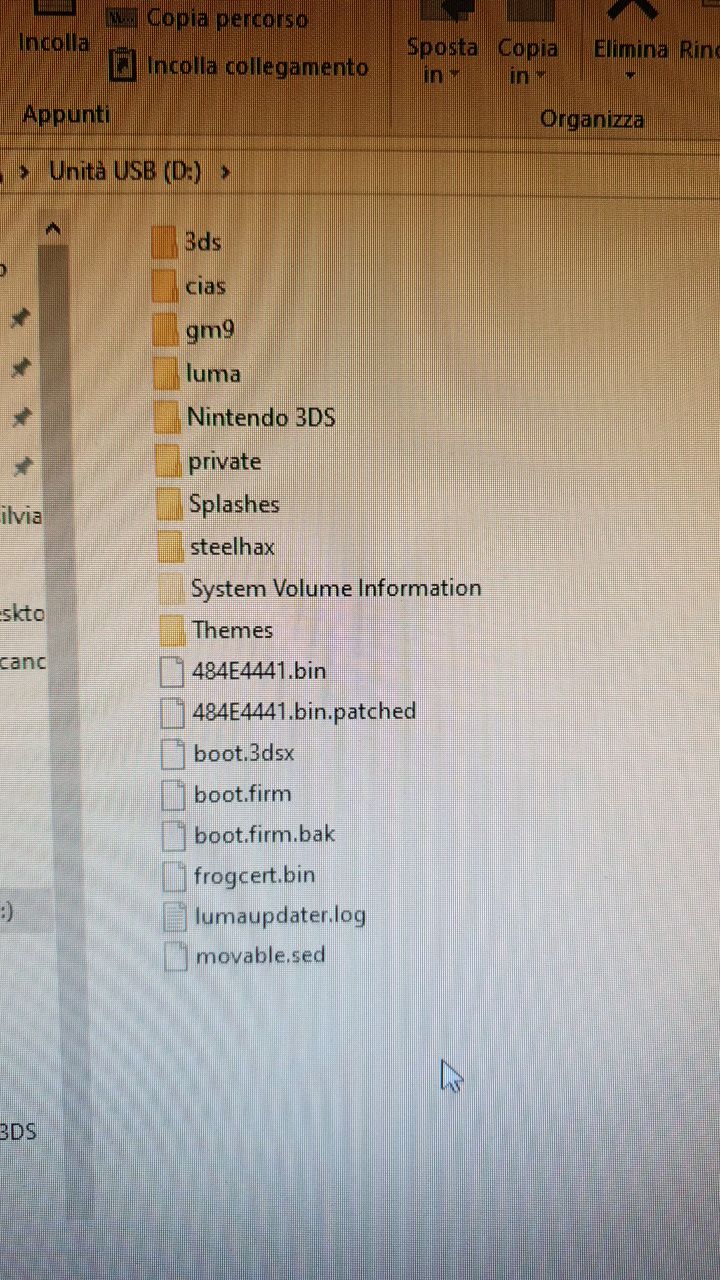 Copia percorso
Incolla
Incolla collegamento
Sposta in
Copia in
Elimina
Appunti
Organizza
Unità USB (D:)
3ds
cias
gm9
luma
Nintendo 3DS
private
Splashes
steelhax
System Volume Information
Themes
484E4441.bin
484E4441.bin.patched
boot.3dsx
boot.firm
boot.firm.bak
frogcert.bin
lumaupdater.log
movable.sed
3DS